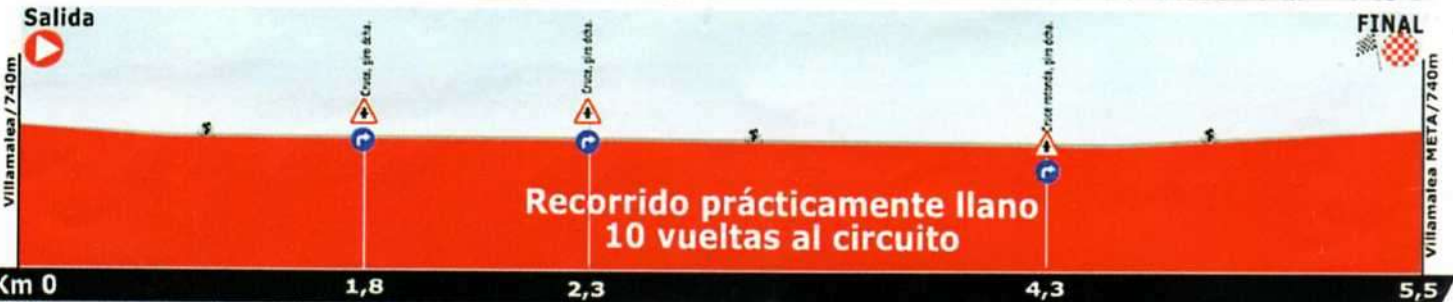 Salida
FINAL
Villamalea/740m
Cruce, giro dcha.
Cruce, giro dcha.
Cruce rotonda, giro dcha.
Villamalea META/740m
Recorrido prácticamente llano
10 vueltas al circuito
Km 0
1,8
2,3
4,3
5,5